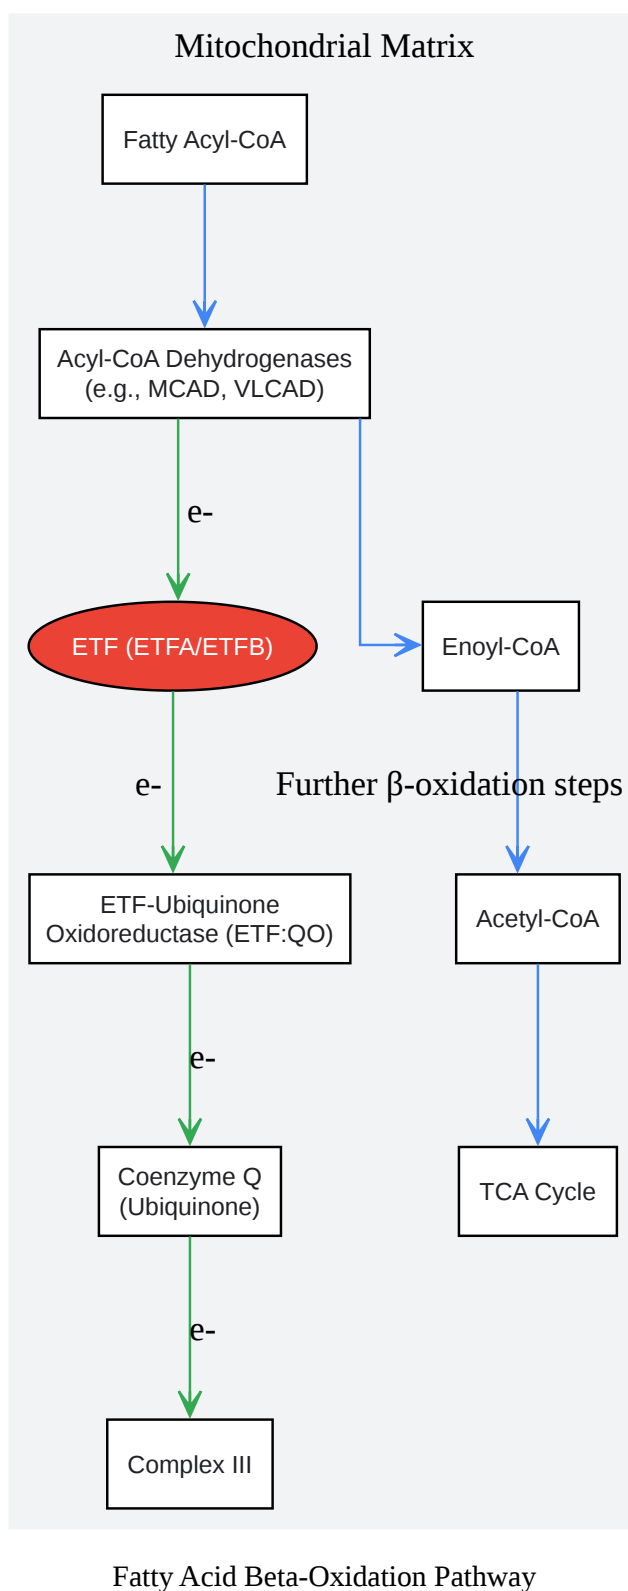 Mitochondrial Matrix
Fatty Acyl-CoA
Acyl-CoA Dehydrogenases
(e.g., MCAD, VLCAD)
e-
ETF (ETFA/ETFB)
Enoyl-CoA
e-
Further β-oxidation steps
ETF-Ubiquinone
Oxidoreductase (ETF:QO)
Acetyl-CoA
e-
Coenzyme Q
(Ubiquinone)
TCA Cycle
e-
Complex III
Fatty Acid Beta-Oxidation Pathway